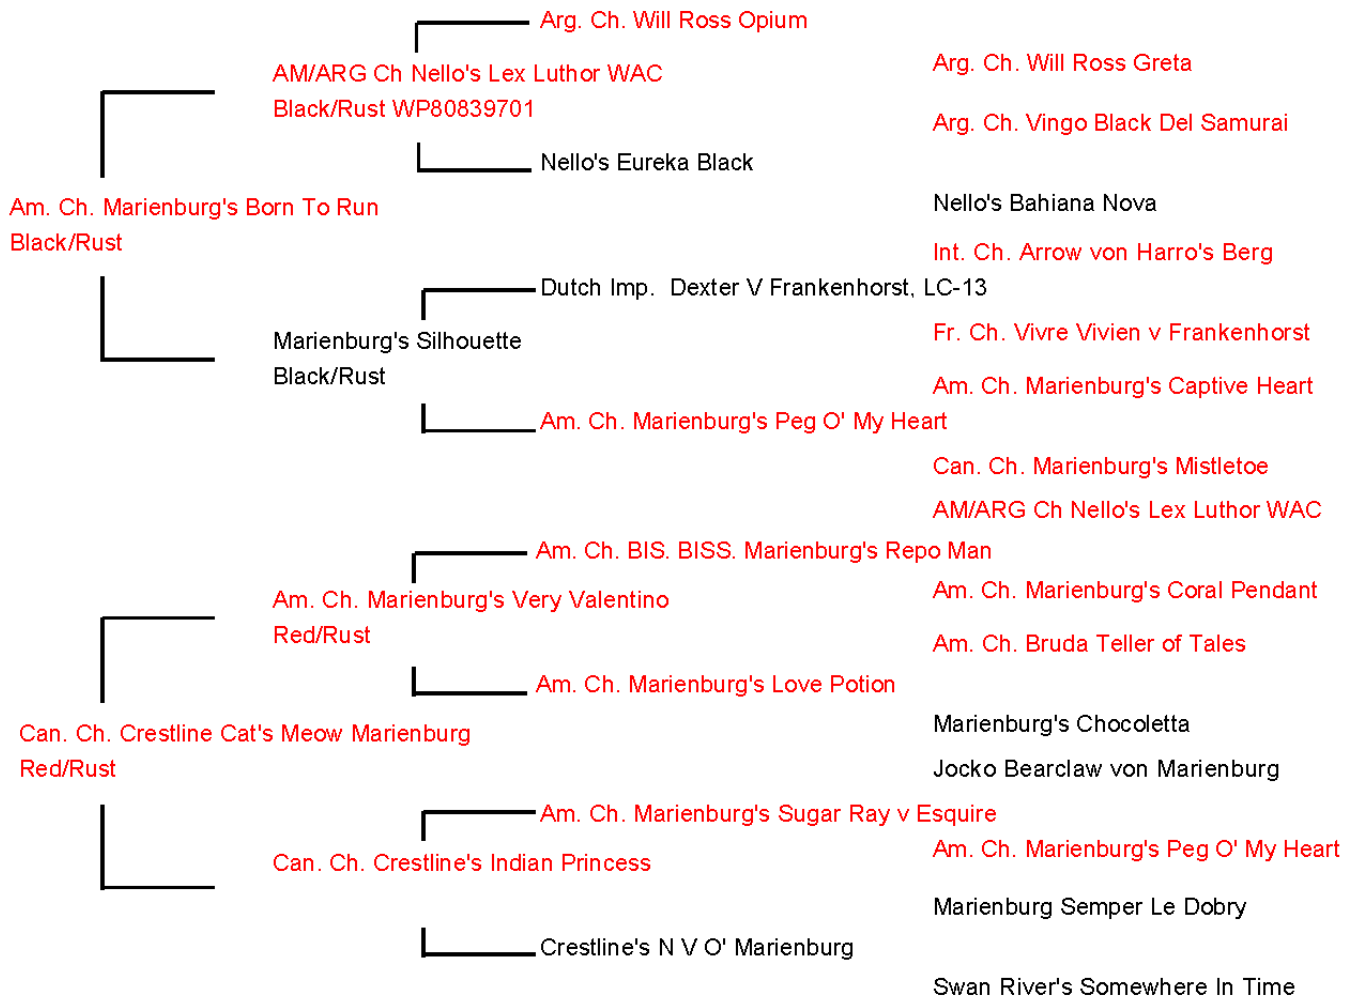 Arg. Ch. Will Ross Opium
Arg. Ch. Will Ross Greta
AM/ARG Ch Nello's Lex Luthor WAC
Black/Rust WP80839701
Arg. Ch. Vingo Black Del Samurai
Nello's Eureka Black
Nello's Bahiana Nova
Am. Ch. Marienburg's Born To Run
Black/Rust
Int. Ch. Arrow von Harro's Berg
Dutch Imp. Dexter V Frankenhorst, LC-13
Fr. Ch. Vivre Vivien v Frankenhorst
Marienburg's Silhouette
Black/Rust
Am. Ch. Marienburg's Captive Heart
Am. Ch. Marienburg's Peg O' My Heart
Can. Ch. Marienburg's Mistletoe
AM/ARG Ch Nello's Lex Luthor WAC
Am. Ch. BIS. BISS. Marienburg's Repo Man
Am. Ch. Marienburg's Coral Pendant
Am. Ch. Marienburg's Very Valentino
Red/Rust
Am. Ch. Bruda Teller of Tales
Am. Ch. Marienburg's Love Potion
Marienburg's Chocoletta
Can. Ch. Crestline Cat's Meow Marienburg
Red/Rust
Jocko Bearclaw von Marienburg
Am. Ch. Marienburg's Sugar Ray v Esquire
Am. Ch. Marienburg's Peg O' My Heart
Can. Ch. Crestline's Indian Princess
Marienburg Semper Le Dobry
Crestline's N V O' Marienburg
Swan River's Somewhere In Time